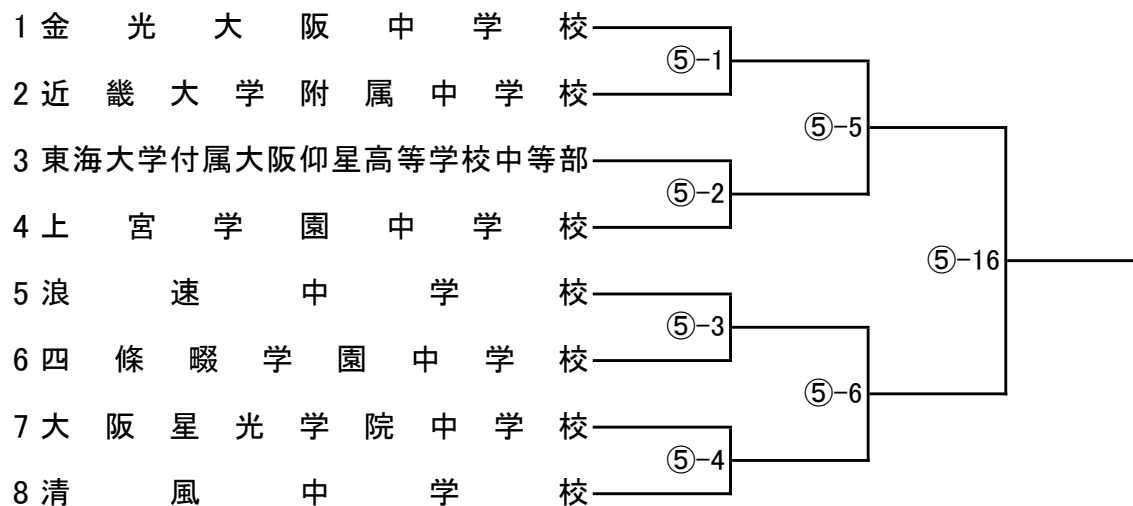 1 金光大阪中学校
⑤-1
2 近畿大学附属中学校
⑤-5
3 東海大学付属大阪仰星高等学校中等部
⑤-2
4 上宮学園中学校
⑤-16
5 浪速中学校
⑤-3
6 四條畷学園中学校
⑤-6
7 大阪星光学院中学校
⑤-4
8 清風中学校